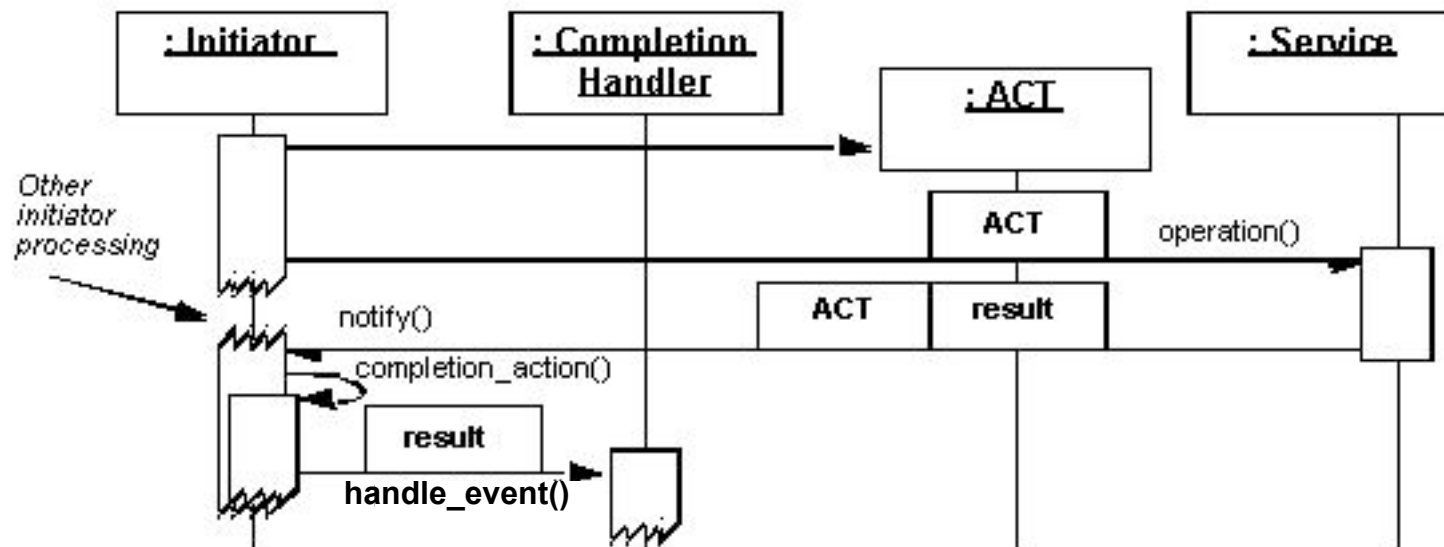 : Initiator
: Completion
Handler
: ACT
: Service
Other
initiator
processing
ACT
operation()
ACT
result
notify()
completion_action()
result
handle_event()